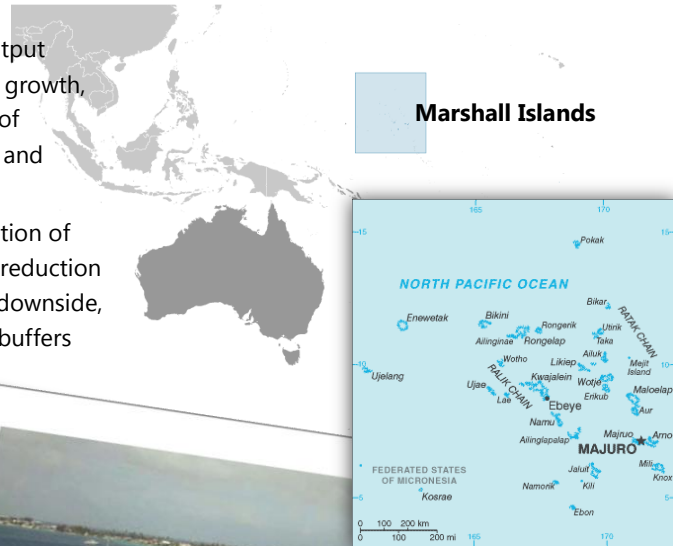 tput
growth,
of
and
tion of
reduction
downside,
buffers
Marshall Islands
165
170
15
15
Pokak
NORTH PACIFIC OCEAN
Bikar
RATAK CHAIN
Enewetak
Bikini
Rongerik
Utirik
Ailinginae
Rongelap
Taka
Ailuk
Mejit
Island
10
10
Wotho
Likiep
Ujelang
RALIK CHAIN
Kwajalein
Wotje
Maloelap
Ujae
Erikub
Lae
Ebeye
Aur
Namu
Majruo
Arno
Ailinglapalap
MAJURO
Mili
Jaluit
Knox
FEDERATED STATES
OF MICRONESIA
Namorik
Kili
5
5
Kosrae
Ebon
0 100 200 km
0 100 200 mi
165
170